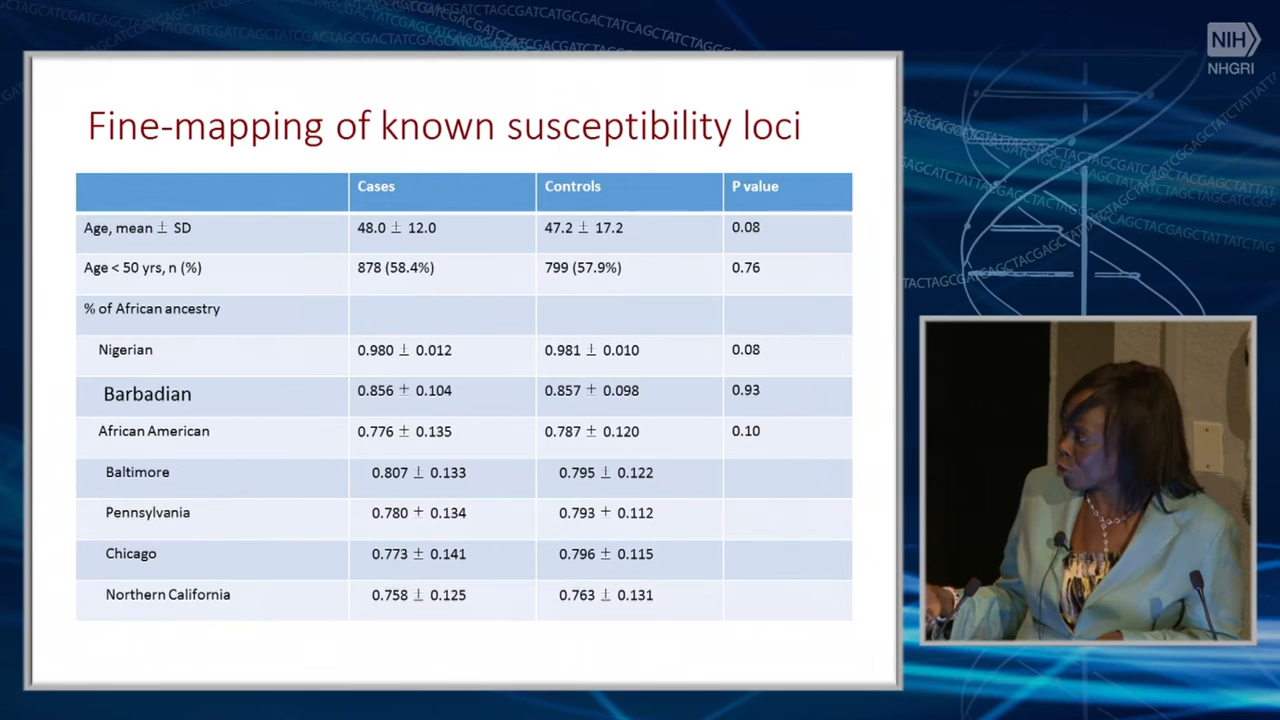 NIH
NHGRI
Fine-mapping of known susceptibility loci
Cases Controls P value
Age, mean ± SD 48.0 ± 12.0 47.2 ± 17.2 0.08
Age < 50 yrs, n (%) 878 (58.4%) 799 (57.9%) 0.76
% of African ancestry
Nigerian 0.980 ± 0.012 0.981 ± 0.010 0.08
Barbadian 0.856 ± 0.104 0.857 ± 0.098 0.93
African American 0.776 ± 0.135 0.787 ± 0.120 0.10
Baltimore 0.807 ± 0.133 0.795 ± 0.122
Pennsylvania 0.780 ± 0.134 0.793 ± 0.112
Chicago 0.773 ± 0.141 0.796 ± 0.115
Northern California 0.758 ± 0.125 0.763 ± 0.131